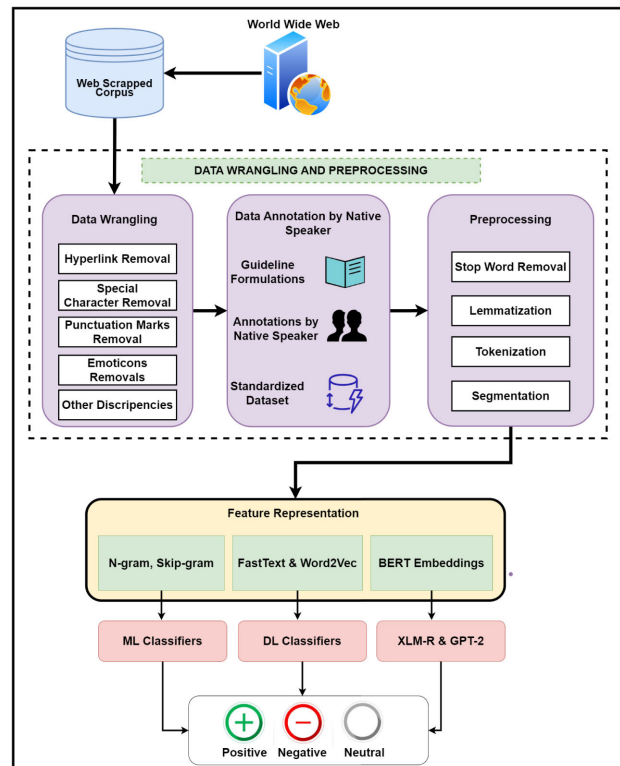 World Wide Web
Web Scrapped
Corpus
DATA WRANGLING AND PREPROCESSING
Data Wrangling
Hyperlink Removal
Special
Character Removal
Punctuation Marks
Removal
Emoticons
Removals
Other Discripencies
Data Annotation by Native
Speaker
Guideline
Formulations
Annotations by
Native Speaker
Standardized
Dataset
Preprocessing
Stop Word Removal
Lemmatization
Tokenization
Segmentation
Feature Representation
N-gram, Skip-gram
FastText & Word2Vec
BERT Embeddings
ML Classifiers
DL Classifiers
XLM-R & GPT-2
Positive
Negative
Neutral